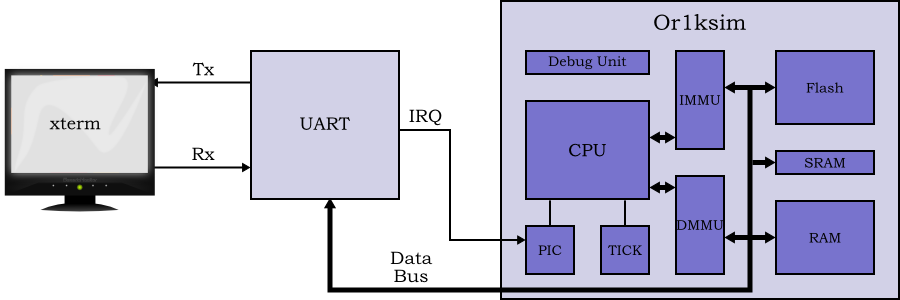 Or1ksim
Tx
Debug Unit
xterm
UART
IRQ
CPU
IMMU
Flash
Rx
SRAM
DMMU
PIC
TICK
RAM
Data
Bus